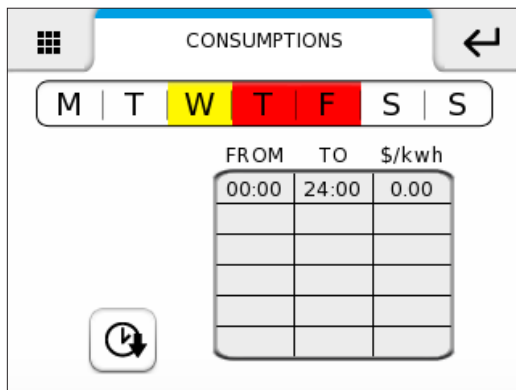 CONSUMPTIONS
M T W T F S S
FROM TO $/kwh
00:00 24:00 0.00